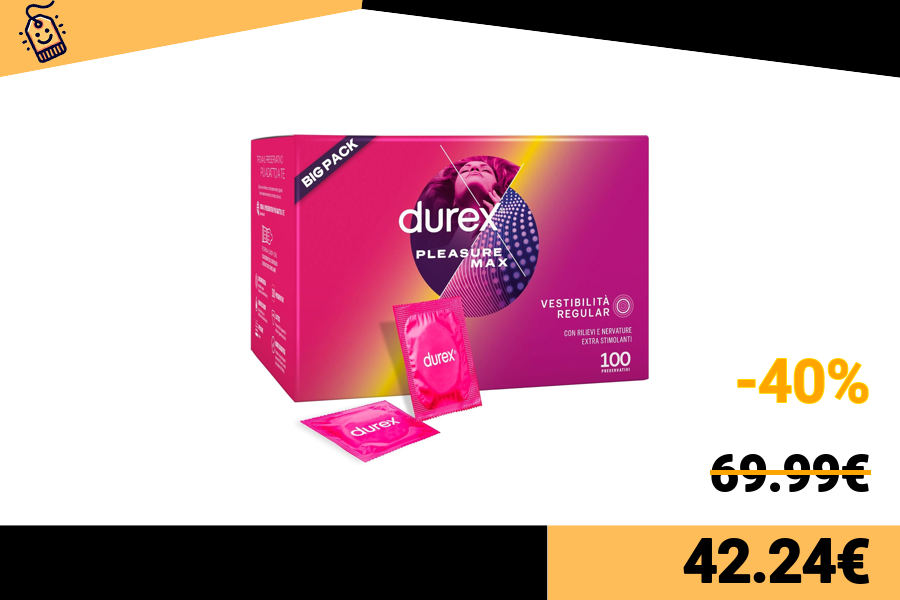 BIG PACK
durex
PLEASURE
MAX
VESTIBILITÀ
REGULAR
CON RILIEVI E NERVATURE
EXTRA STIMOLANTI
100
PRESERVATIVI
durex
durex
-40%
69.99€
42.24€